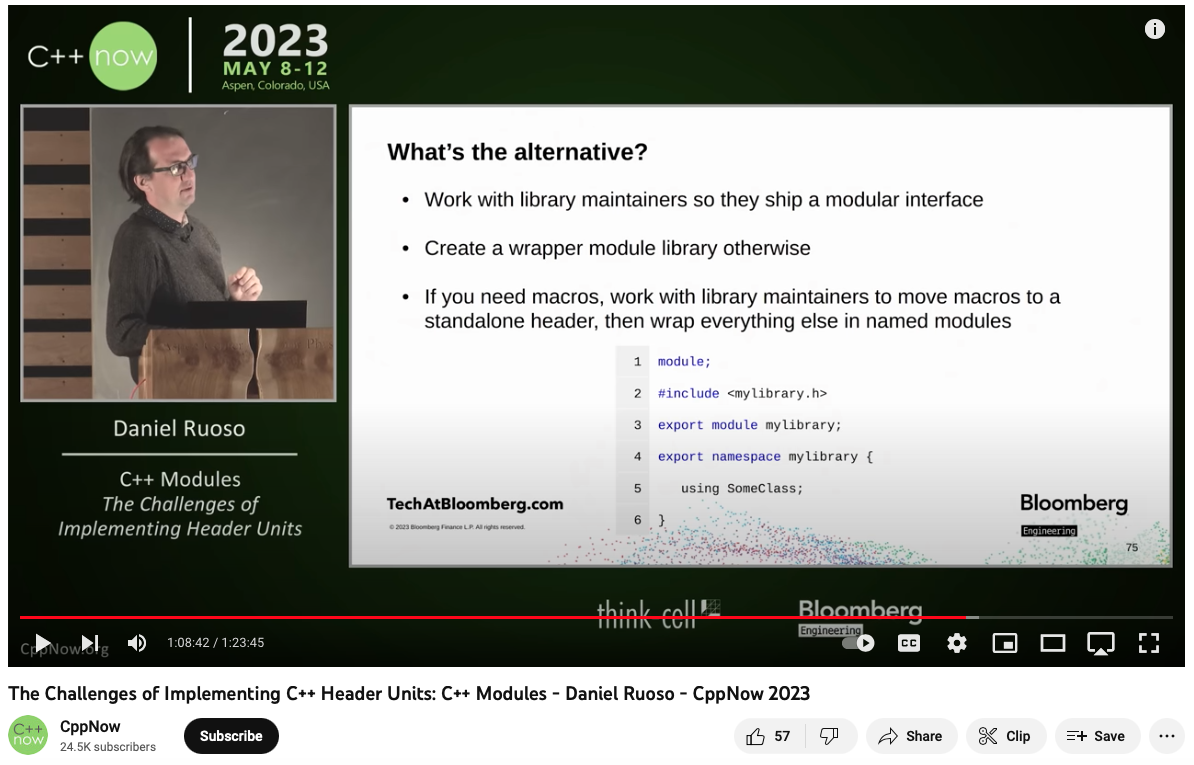 C++ now
2023
MAY 8-12
Aspen, Colorado, USA
Daniel Ruoso
C++ Modules
The Challenges of
Implementing Header Units
What's the alternative?
• Work with library maintainers so they ship a modular interface
• Create a wrapper module library otherwise
• If you need macros, work with library maintainers to move macros to a
standalone header, then wrap everything else in named modules
1 module;
2 #include <mylibrary.h>
3 export module mylibrary;
4 export namespace mylibrary {
5 using SomeClass;
6 }
TechAtBloomberg.com
© 2023 Bloomberg Finance L.P. All rights reserved.
Bloomberg
Engineering
75
think cell
Bloomberg
Engineering
CppNow.org
1:08:42 / 1:23:45
CC
The Challenges of Implementing C++ Header Units: C++ Modules - Daniel Ruoso - CppNow 2023
C++
now
CppNow
24.5K subscribers
Subscribe
57
Share
Clip
Save